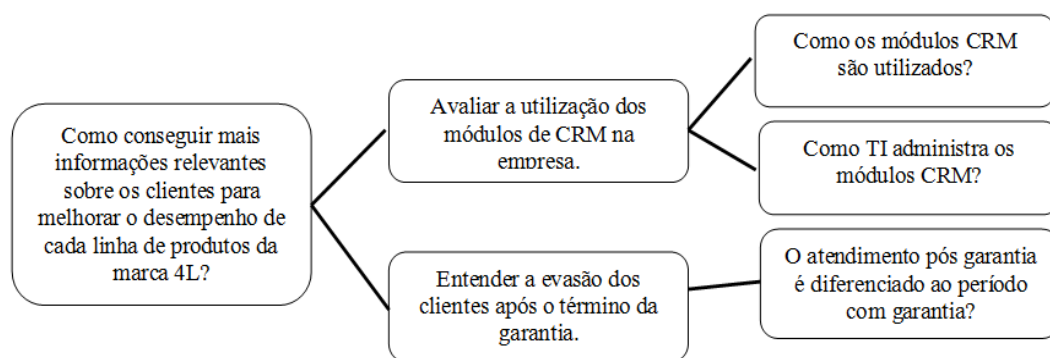 Como conseguir mais
informações relevantes
sobre os clientes para
melhorar o desempenho de
cada linha de produtos da
marca 4L?
Avaliar a utilização dos
módulos de CRM na
empresa.
Entender a evasão dos
clientes após o término da
garantia.
Como os módulos CRM
são utilizados?
Como TI administra os
módulos CRM?
O atendimento pós garantia
é diferenciado ao período
com garantia?